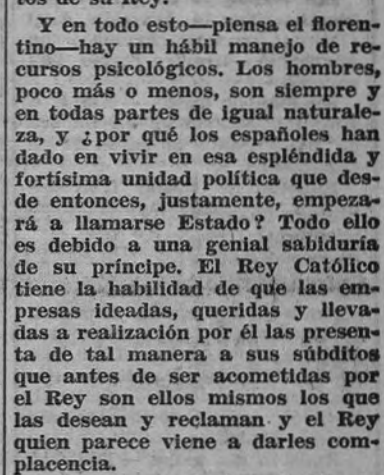 tos de su Rey.
Y en todo esto—piensa el floren-
tino—hay un hábil manejo de re-
cursos psicológicos. Los hombres,
poco más o menos, son siempre y
en todas partes de igual naturale-
za, y ¿por qué los españoles han
dado en vivir en esa espléndida y
fortísima unidad política que des-
de entonces, justamente, empeza-
rá a llamarse Estado? Todo ello
es debido a una genial sabiduría
de su príncipe. El Rey Católico
tiene la habilidad de que las em-
presas ideadas, queridas y lleva-
das a realización por él las presen-
ta de tal manera a sus súbditos
que antes de ser acometidas por
el Rey son ellos mismos los que
las desean y reclaman y el Rey
quien parece viene a darles com-
placencia.